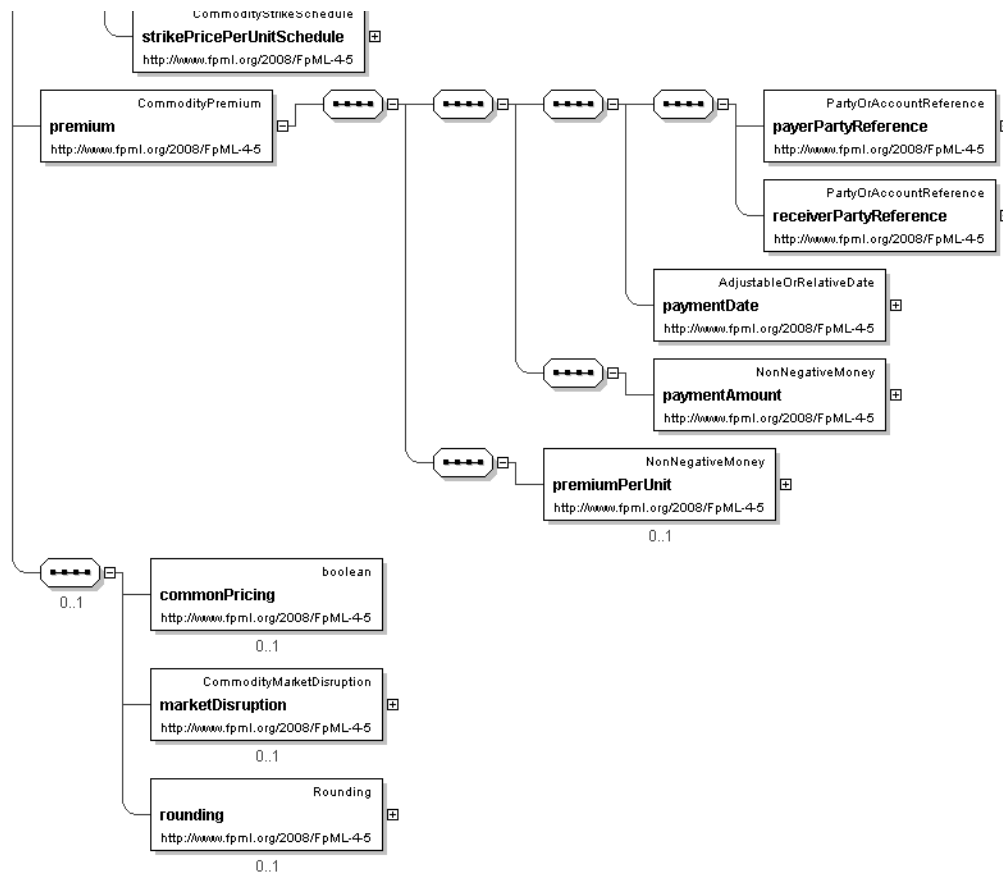 CommodityStrikeSchedule
strikePricePerUnitSchedule
http://www.fpml.org/2008/FpML-4-5
CommodityPremium
premium
http://www.fpml.org/2008/FpML-4-5
PartyOrAccountReference
payerPartyReference
http://www.fpml.org/2008/FpML-4-5
PartyOrAccountReference
receiverPartyReference
http://www.fpml.org/2008/FpML-4-5
AdjustableOrRelativeDate
paymentDate
http://www.fpml.org/2008/FpML-4-5
NonNegativeMoney
paymentAmount
http://www.fpml.org/2008/FpML-4-5
NonNegativeMoney
premiumPerUnit
http://www.fpml.org/2008/FpML-4-5
0..1
0..1
boolean
commonPricing
http://www.fpml.org/2008/FpML-4-5
0..1
CommodityMarketDisruption
marketDisruption
http://www.fpml.org/2008/FpML-4-5
0..1
Rounding
rounding
http://www.fpml.org/2008/FpML-4-5
0..1